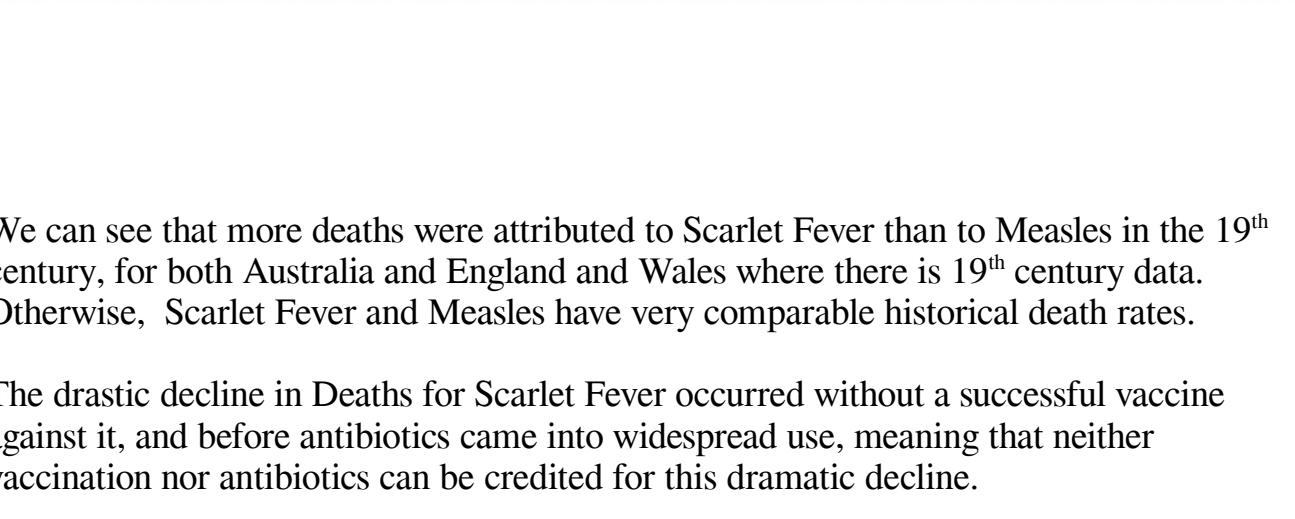 We can see that more deaths were attributed to Scarlet Fever than to Measles in the 19th
century, for both Australia and England and Wales where there is 19th century data.
Otherwise,  Scarlet Fever and Measles have very comparable historical death rates.
The drastic decline in Deaths for Scarlet Fever occurred without a successful vaccine
against it, and before antibiotics came into widespread use, meaning that neither
vaccination nor antibiotics can be credited for this dramatic decline.